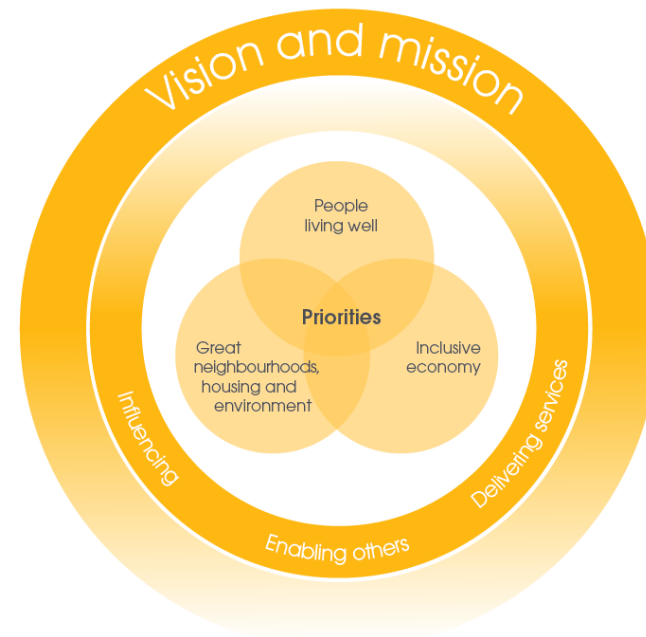 Vision and mission
People
living well
Priorities
Great
neighbourhoods,
housing and
environment
Inclusive
economy
Influencing
Enabling others
Delivering services